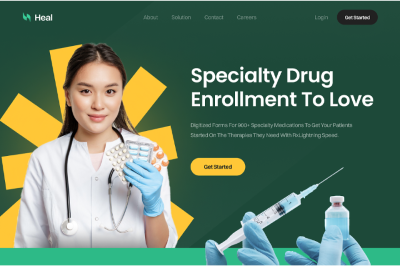 Heal
About Solution Contact Careers
Login Get Started
Specialty Drug
Enrollment To Love
Digitized Forms For 900+ Specialty Medications To Get Your Patients
Started On The Therapies They Need With Rx Lightning Speed.
Get Started